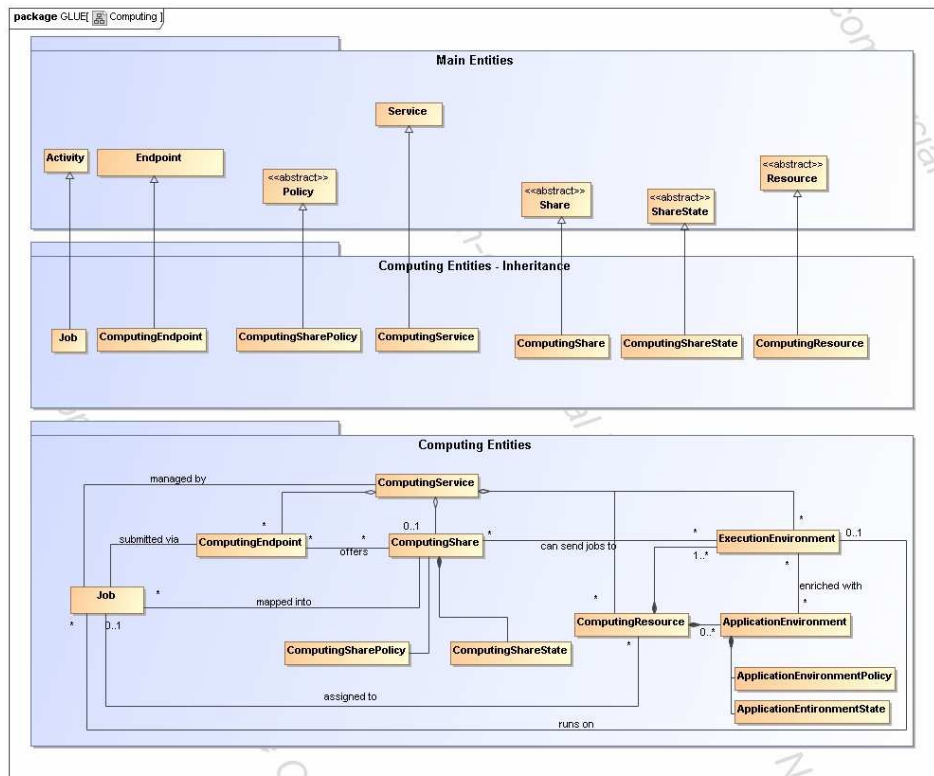 package GLUE[ Computing ]
Main Entities
Service
Activity
Endpoint
<<abstract>>
Policy
<<abstract>>
Share
<<abstract>>
ShareState
<<abstract>>
Resource
Computing Entities - Inheritance
Job
ComputingEndpoint
ComputingSharePolicy
ComputingService
ComputingShare
ComputingShareState
ComputingResource
Computing Entities
managed by
ComputingService
*
0..1
*
submitted via
ComputingEndpoint
*
*
offers
ComputingShare
*
can send jobs to
*
ExecutionEnvironment
0..1
1..*
*
enriched with
Job
*
mapped into
*
*
*
0..1
ComputingResource
0..*
ApplicationEnvironment
*
ComputingSharePolicy
ComputingShareState
ApplicationEnvironmentPolicy
assigned to
ApplicationEntironmentState
runs on